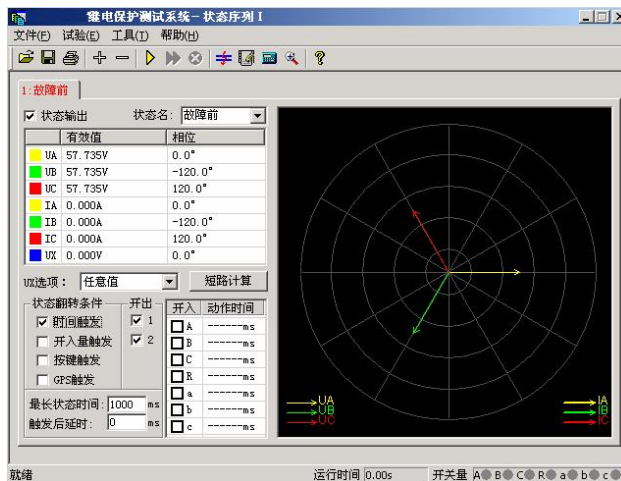 继电保护测试系统-状态序列 I
文件(F) 试验(E) 工具(T) 帮助(H)
1:故障前
状态输出 状态名: 故障前
有效值 相位
UA 57.735V 0.0°
UB 57.735V -120.0°
UC 57.735V 120.0°
IA 0.000A 0.0°
IB 0.000A -120.0°
IC 0.000A 120.0°
UX 0.000V 0.0°
UX选项: 任意值 短路计算
状态翻转条件 开出 开入 动作时间
时间触发 1 A ------ms
开入量触发 2 B ------ms
按键触发 C ------ms
GPS触发 R ------ms
a ------ms
最长状态时间: 1000 ms b ------ms
触发后延时: 0 ms c ------ms
UA IA
UB IB
UC IC
就绪 运行时间 0.00s 开关量 A B C R a b c